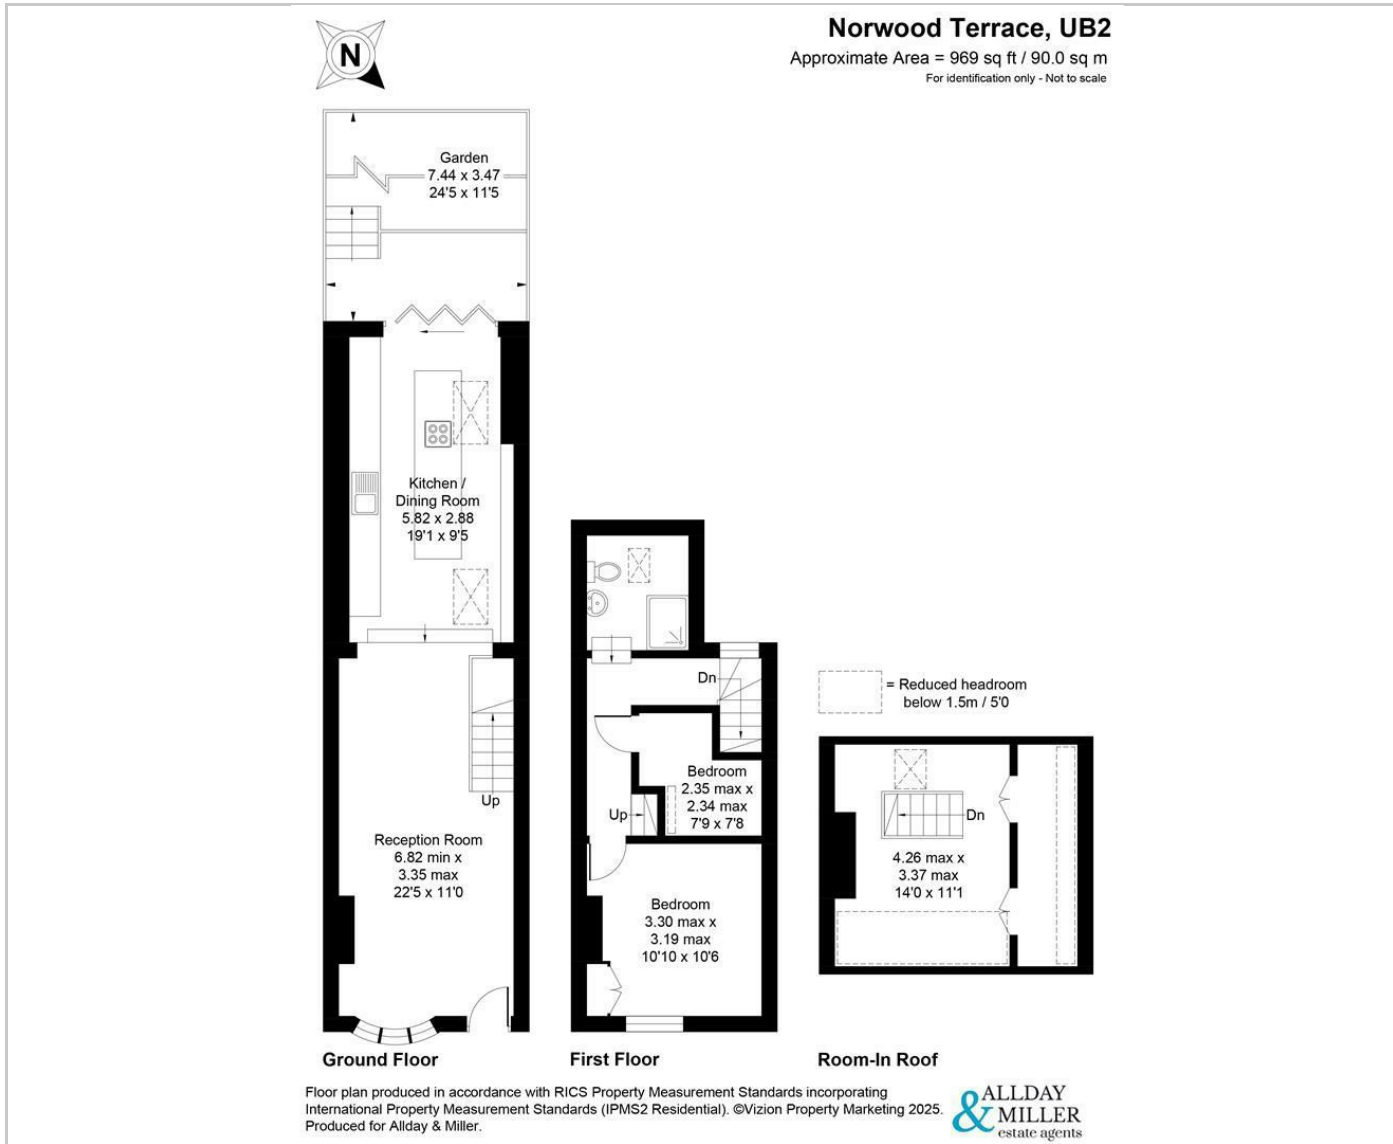 Norwood Terrace, UB2
Approximate Area = 969 sq ft / 90.0 sq m
For identification only - Not to scale
N
Garden
7.44 x 3.47
24'5 x 11'5
Kitchen /
Dining Room
5.82 x 2.88
19'1 x 9'5
Up
Reception Room
6.82 min x
3.35 max
22'5 x 11'0
Ground Floor
Dn
Bedroom
2.35 max x
2.34 max
7'9 x 7'8
Up
Bedroom
3.30 max x
3.19 max
10'10 x 10'6
First Floor
= Reduced headroom
below 1.5m / 5'0
Dn
4.26 max x
3.37 max
14'0 x 11'1
Room-In Roof
Floor plan produced in accordance with RICS Property Measurement Standards incorporating
International Property Measurement Standards (IPMS2 Residential). ©Vizion Property Marketing 2025.
Produced for Allday & Miller.
ALLDAY
& MILLER
estate agents